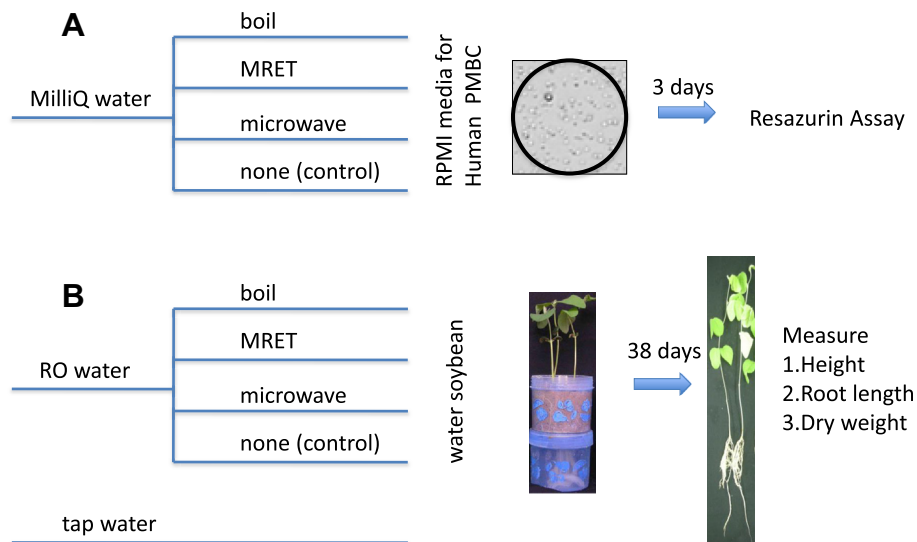 A
MilliQ water
boil
MRET
microwave
none (control)
RPMI media for
Human PMBC
3 days
Resazurin Assay
B
RO water
boil
MRET
microwave
none (control)
water soybean
38 days
Measure
1.Height
2.Root length
3.Dry weight
tap water